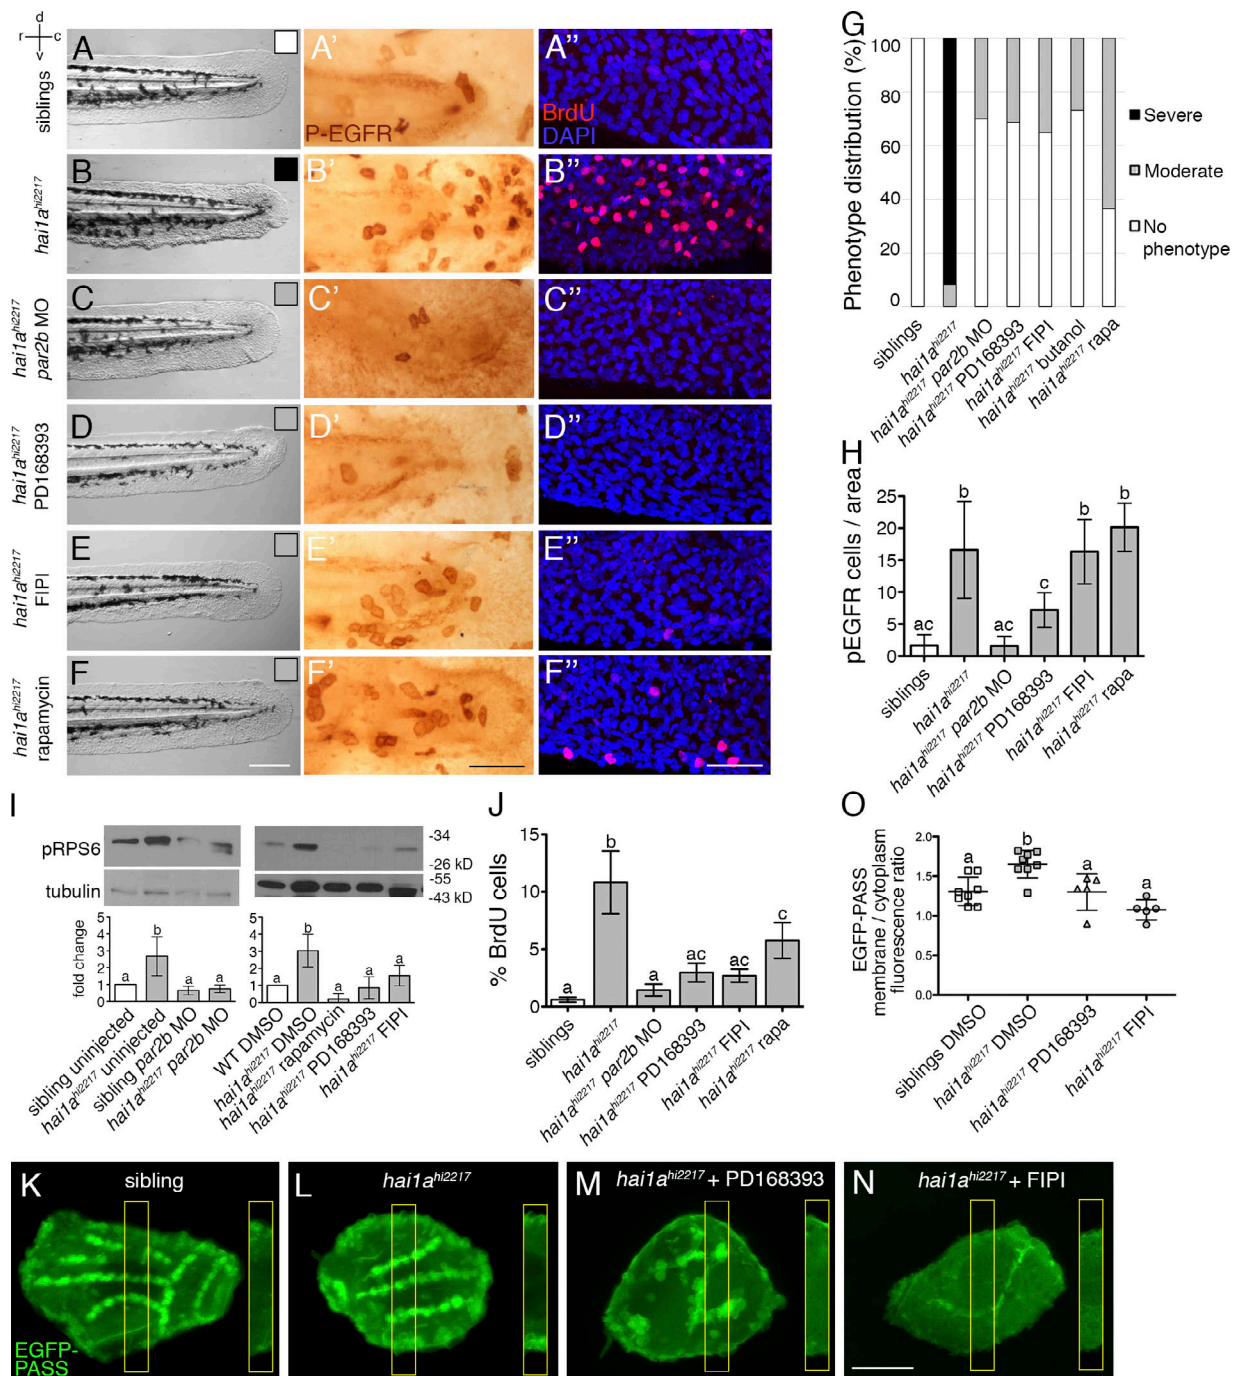 d
r c
v
siblings
A
A'
P-EGFR
A''
BrdU
DAPI
hai1a^hi2217
B
B'
B''
hai1a^hi2217
par2b MO
C
C'
C''
hai1a^hi2217
PD168393
D
D'
D''
hai1a^hi2217
FIPI
E
E'
E''
hai1a^hi2217
rapamycin
F
F'
F''
G
Phenotype distribution (%)
100
80
60
40
20
0
Severe
Moderate
No
phenotype
siblings
hai1a^hi2217
hai1a^hi2217 par2b MO
hai1a^hi2217 PD168393
hai1a^hi2217 FIPI
hai1a^hi2217 butanol
hai1a^hi2217 rapa
H
pEGFR cells / area
25
20
15
10
5
0
ac
b
ac
c
b
b
siblings
hai1a^hi2217
hai1a^hi2217 par2b MO
hai1a^hi2217 PD168393
hai1a^hi2217 FIPI
hai1a^hi2217 rapa
I
pRPS6
tubulin
-34
-26 kD
-55
-43 kD
fold change
5
4
3
2
1
0
a
b
a
a
sibling uninjected
hai1a^hi2217 uninjected
sibling par2b MO
hai1a^hi2217 par2b MO
5
4
3
2
1
0
a
b
a
a
a
WT DMSO
hai1a^hi2217 DMSO
hai1a^hi2217 rapamycin
hai1a^hi2217 PD168393
hai1a^hi2217 FIPI
J
% BrdU cells
15
10
5
0
a
b
a
ac
ac
c
siblings
hai1a^hi2217
hai1a^hi2217 par2b MO
hai1a^hi2217 PD168393
hai1a^hi2217 FIPI
hai1a^hi2217 rapa
O
EGFP-PASS
membrane / cytoplasm
fluorescence ratio
2.0
1.5
1.0
0.5
0.0
a
b
a
a
siblings DMSO
hai1a^hi2217 DMSO
hai1a^hi2217 PD168393
hai1a^hi2217 FIPI
K
sibling
EGFP-
PASS
L
hai1a^hi2217
M
hai1a^hi2217 + PD168393
N
hai1a^hi2217 + FIPI